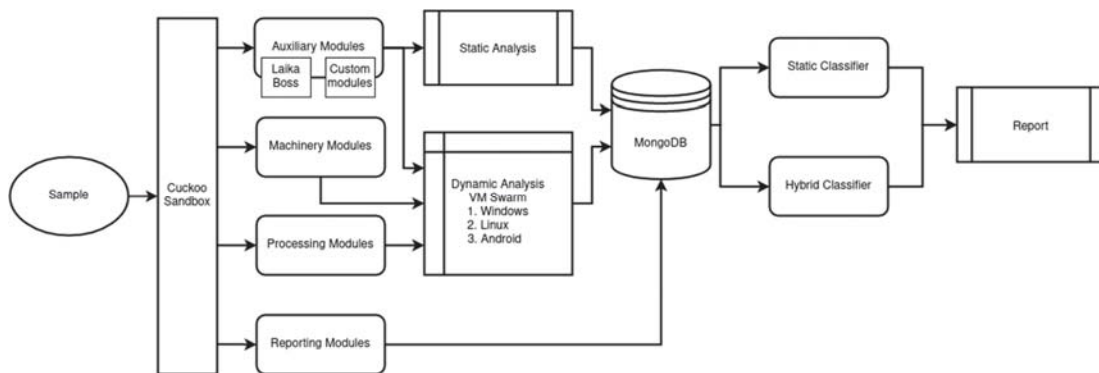 Sample
Cuckoo
Sandbox
Auxiliary Modules
Laika
Boss
Custom
modules
Machinery Modules
Processing Modules
Reporting Modules
Static Analysis
Dynamic Analysis
VM Swarm
1. Windows
2. Linux
3. Android
MongoDB
Static Classifier
Hybrid Classifier
Report